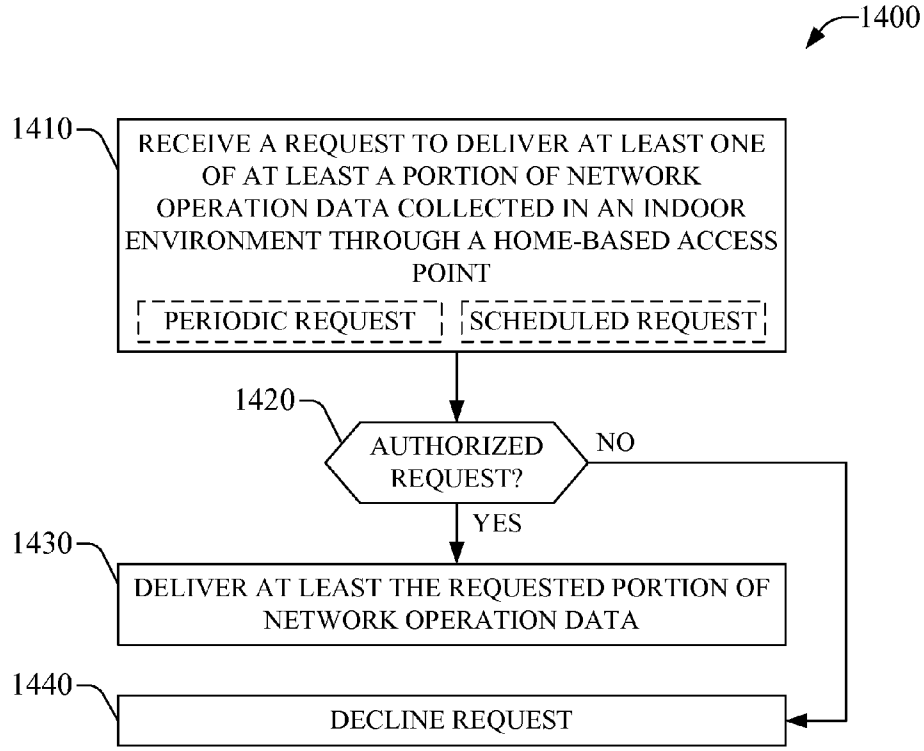 1400
1410
RECEIVE A REQUEST TO DELIVER AT LEAST ONE
OF AT LEAST A PORTION OF NETWORK
OPERATION DATA COLLECTED IN AN INDOOR
ENVIRONMENT THROUGH A HOME-BASED ACCESS
POINT
PERIODIC REQUEST
SCHEDULED REQUEST
1420
AUTHORIZED
REQUEST?
NO
YES
1430
DELIVER AT LEAST THE REQUESTED PORTION OF
NETWORK OPERATION DATA
1440
DECLINE REQUEST